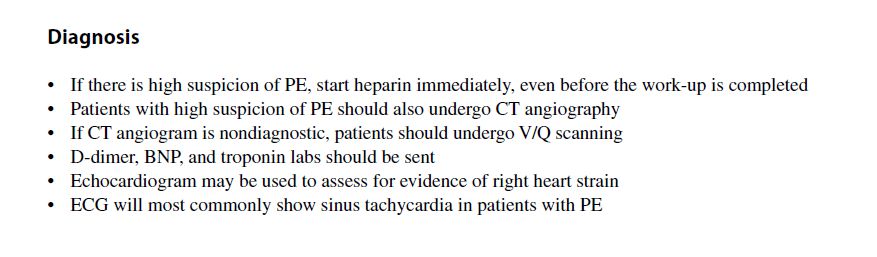 Diagnosis
• If there is high suspicion of PE, start heparin immediately, even before the work-up is completed
• Patients with high suspicion of PE should also undergo CT angiography
• If CT angiogram is nondiagnostic, patients should undergo V/Q scanning
• D-dimer, BNP, and troponin labs should be sent
• Echocardiogram may be used to assess for evidence of right heart strain
• ECG will most commonly show sinus tachycardia in patients with PE